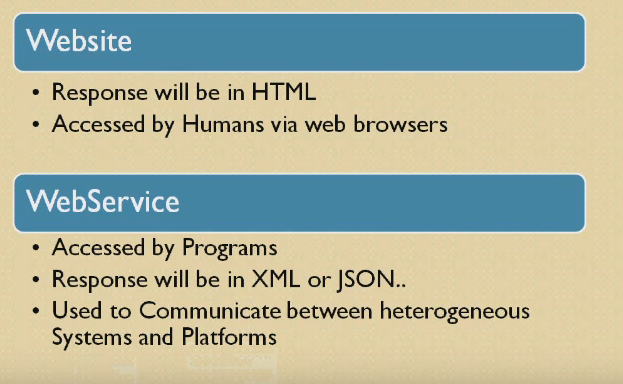 Website
• Response will be in HTML
• Accessed by Humans via web browsers
WebService
• Accessed by Programs
• Response will be in XML or JSON..
• Used to Communicate between heterogeneous
Systems and Platforms